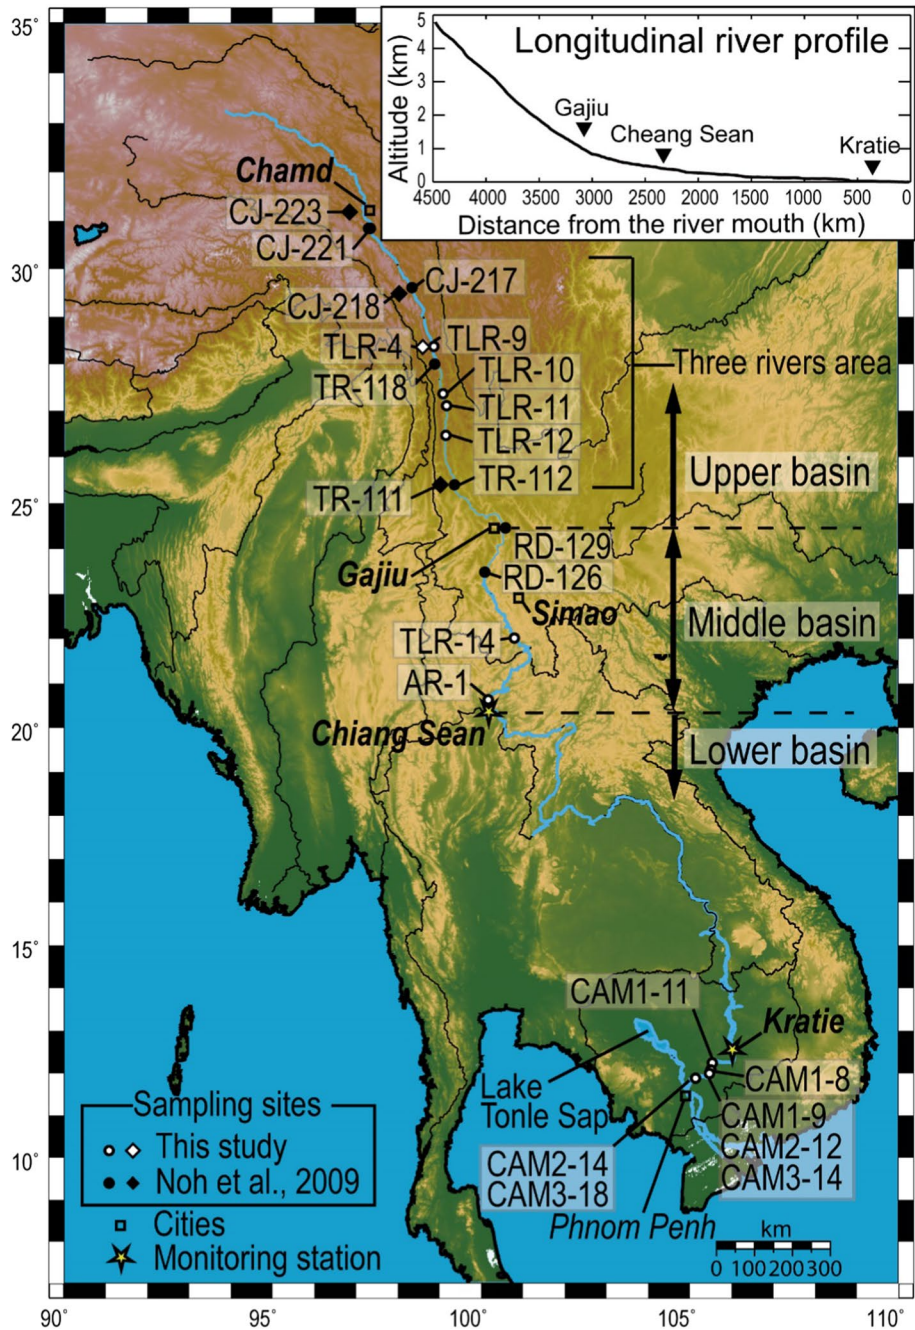 Longitudinal river profile
Altitude (km)
5
4
3
2
1
0
Gajiu
Cheang Sean
Kratie
4500 4000 3500 3000 2500 2000 1500 1000 500 0
Distance from the river mouth (km)
35°
30°
25°
20°
15°
10°
Chamd
CJ-223
CJ-221
CJ-217
CJ-218
TLR-4
TLR-9
TR-118
TLR-10
TLR-11
TLR-12
TR-111
TR-112
Three rivers area
Upper basin
RD-129
Gajiu
RD-126
Simao
Middle basin
TLR-14
AR-1
Chiang Sean
Lower basin
CAM1-11
Kratie
Lake
Tonle Sap
CAM1-8
CAM1-9
CAM2-12
CAM3-14
CAM2-14
CAM3-18
Phnom Penh
Sampling sites
This study
Noh et al., 2009
Cities
Monitoring station
km
0 100200300
90° 95° 100° 105° 110°